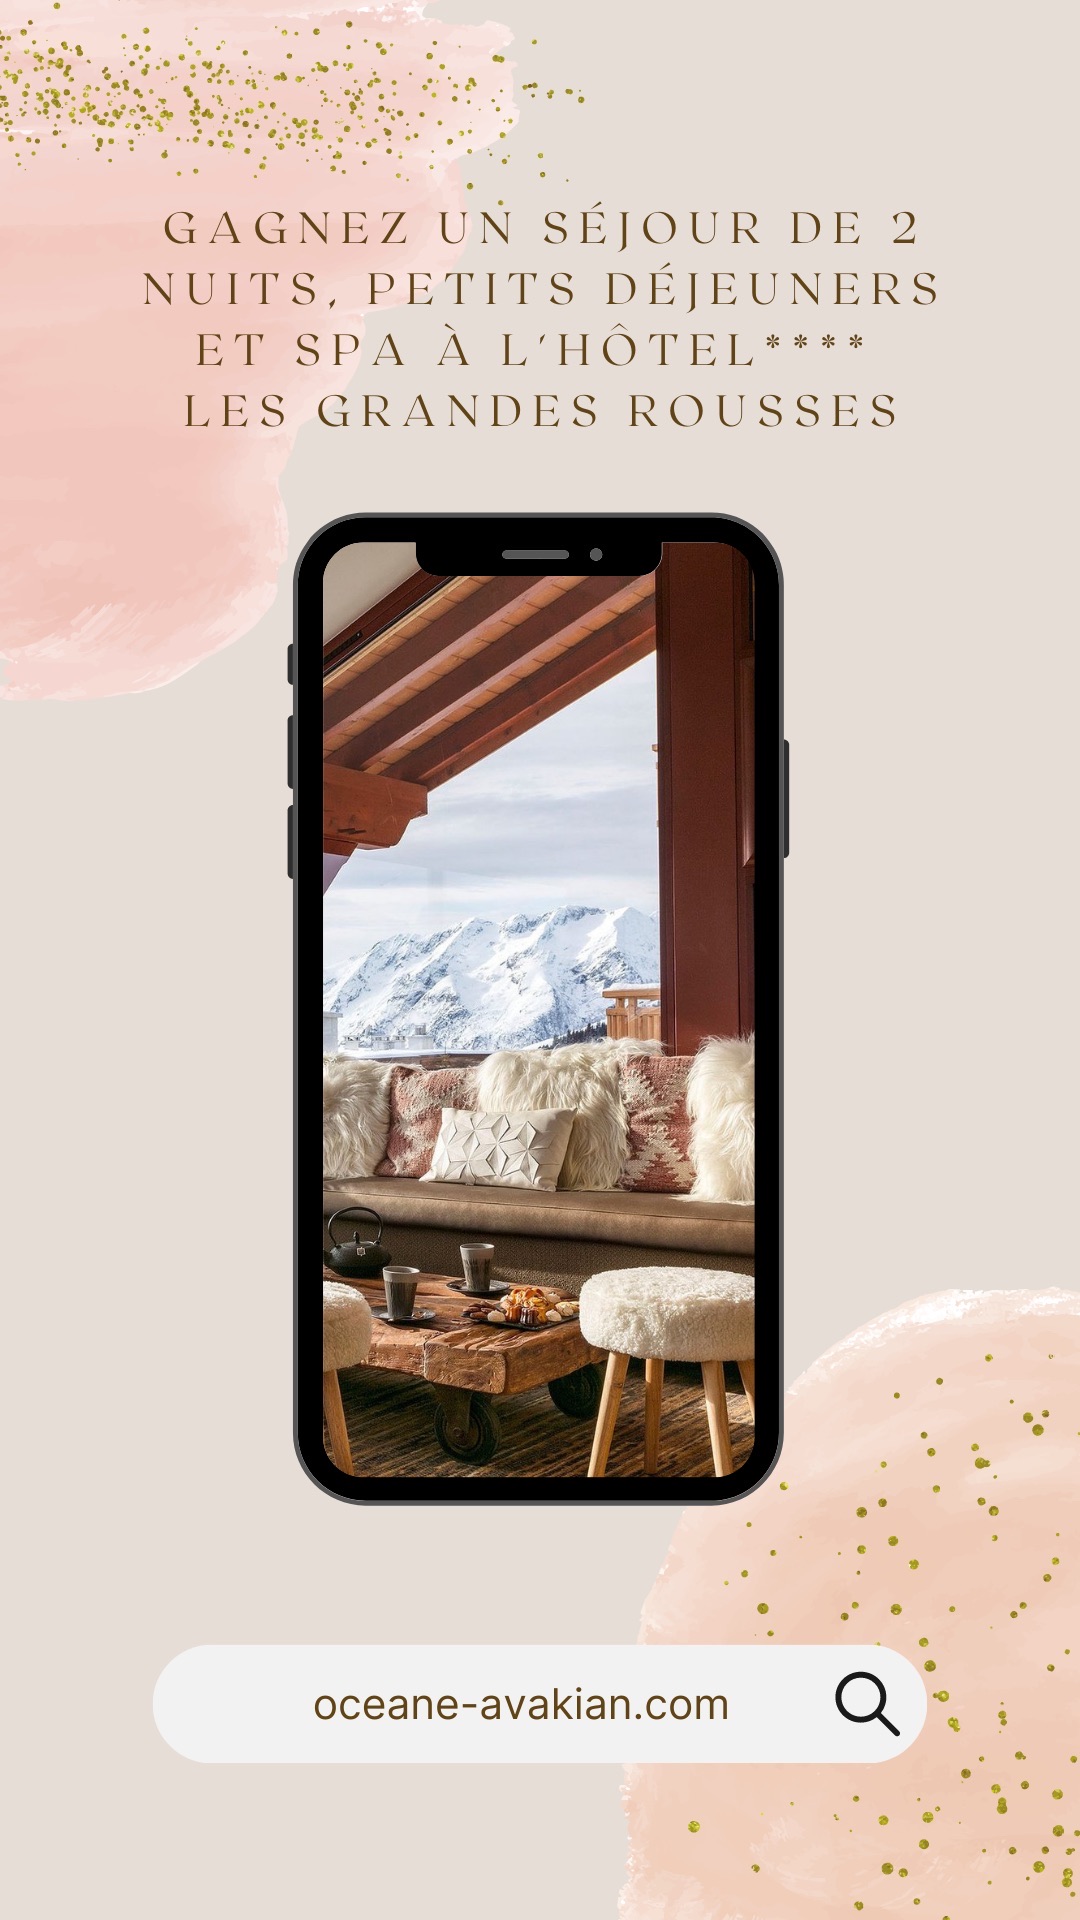 GAGNEZ UN SÉJOUR DE 2
NUITS, PETITS DÉJEUNERS
ET SPA À L'HÔTEL****
LES GRANDES ROUSSES
oceane-avakian.com